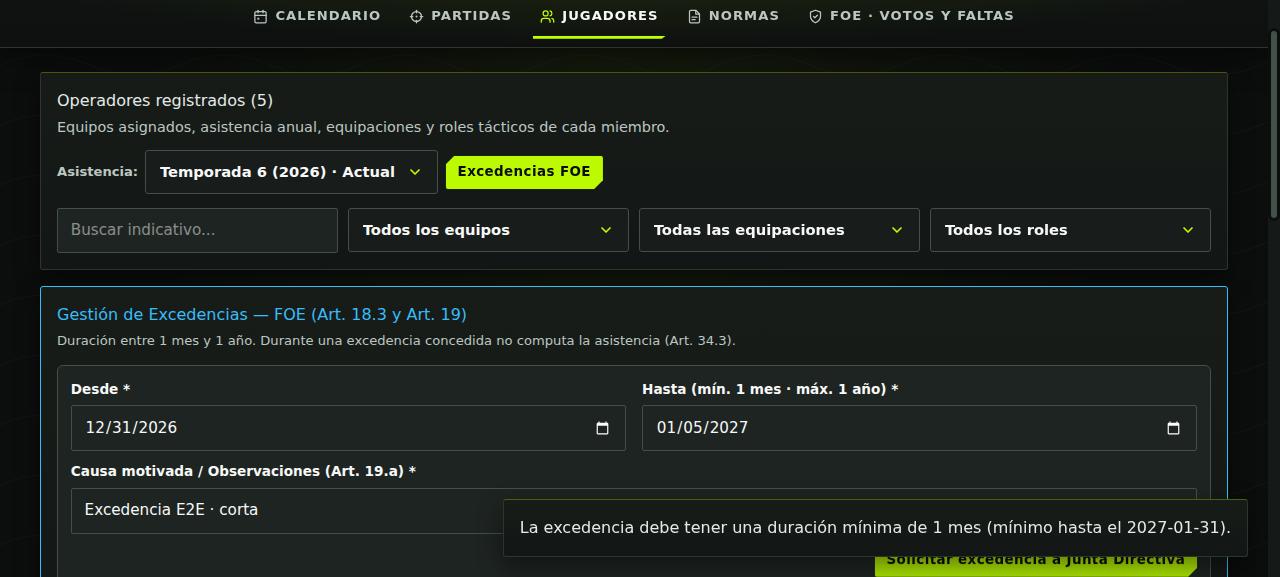 CALENDARIO PARTIDAS JUGADORES NORMAS FOE · VOTOS Y FALTAS
Operadores registrados (5)
Equipos asignados, asistencia anual, equipaciones y roles tácticos de cada miembro.
Asistencia: Temporada 6 (2026) · Actual Excedencias FOE
Buscar indicativo... Todos los equipos Todas las equipaciones Todos los roles
Gestión de Excedencias — FOE (Art. 18.3 y Art. 19)
Duración entre 1 mes y 1 año. Durante una excedencia concedida no computa la asistencia (Art. 34.3).
Desde * Hasta (mín. 1 mes · máx. 1 año) *
12/31/2026 01/05/2027
Causa motivada / Observaciones (Art. 19.a) *
Excedencia E2E · corta
La excedencia debe tener una duración mínima de 1 mes (mínimo hasta el 2027-01-31).
Solicitar excedencia a Junta Directiva